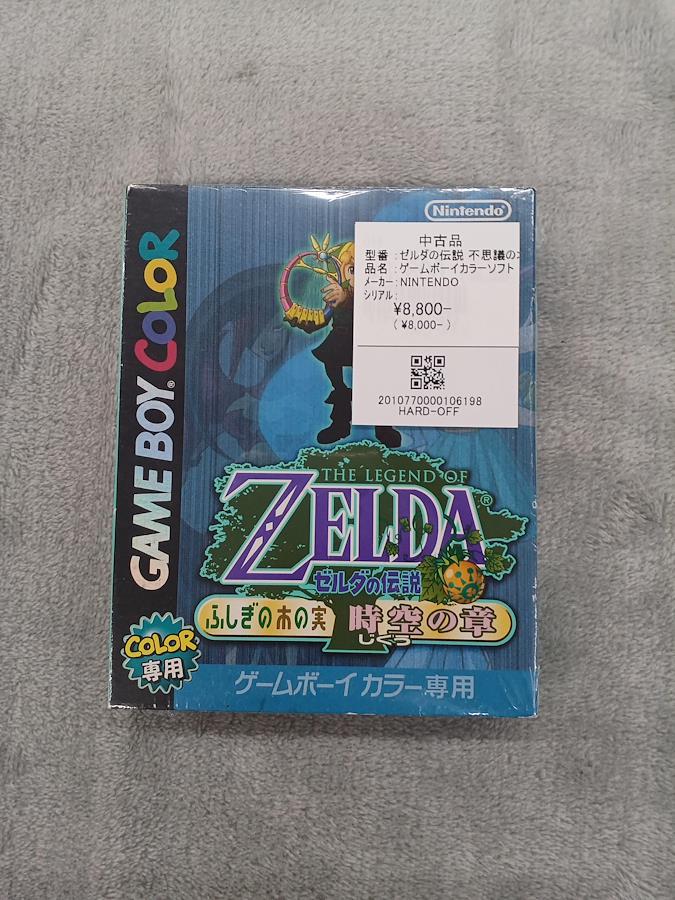 Nintendo
中古品
型番 :ゼルダの伝説 不思議の
品名 :ゲームボーイカラーソフト
メーカー:NINTENDO
シリアル:
¥8,800-
(¥8,000-)
2010770000106198
HARD-OFF
GAME BOY® COLOR
THE LEGEND OF
ZELDA®
ゼルダの伝説
ふしぎの木の実 時空の章
じくう
COLOR
専用
ゲームボーイカラー専用